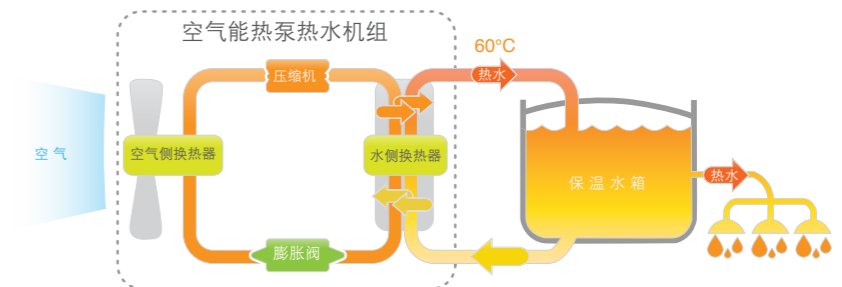 空气能热泵热水机组
60°C
压缩机
热水
空气
空气侧换热器
水侧换热器
保温水箱
热水
膨胀阀